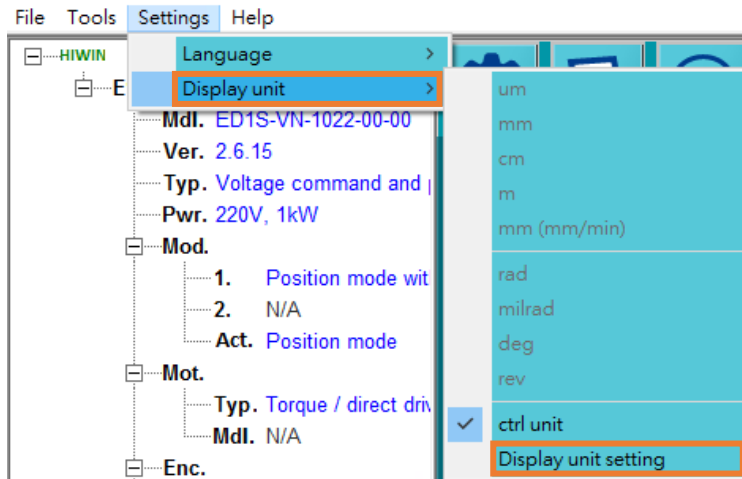 File Tools Settings Help
HIWIN
Language >
E
Display unit >
um
Mdl. ED1S-VN-1022-00-00
mm
Ver. 2.6.15
cm
Typ. Voltage command and
m
Pwr. 220V, 1kW
mm (mm/min)
Mod.
rad
1. Position mode wit
milrad
2. N/A
deg
Act. Position mode
rev
Mot.
Typ. Torque / direct driv
ctrl unit
Mdl. N/A
Display unit setting
Enc.